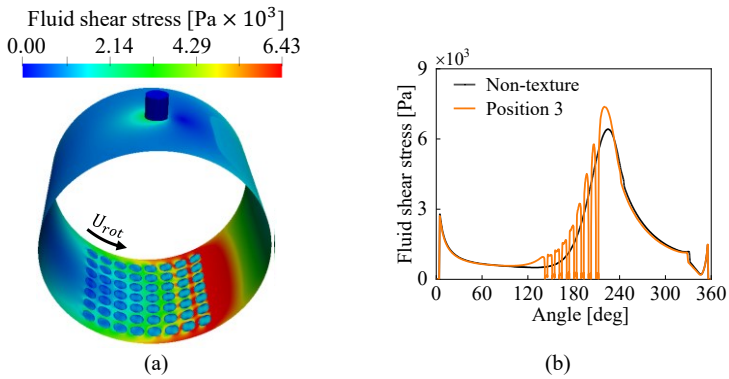 Fluid shear stress [Pa × 10³]
0.00 2.14 4.29 6.43
U_rot
(a)
×10³
9
6
3
0
Fluid shear stress [Pa]
Non-texture
Position 3
0 60 120 180 240 300 360
Angle [deg]
(b)